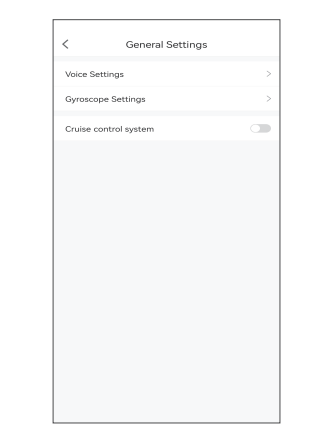 General Settings
Voice Settings
Gyroscope Settings
Cruise control system